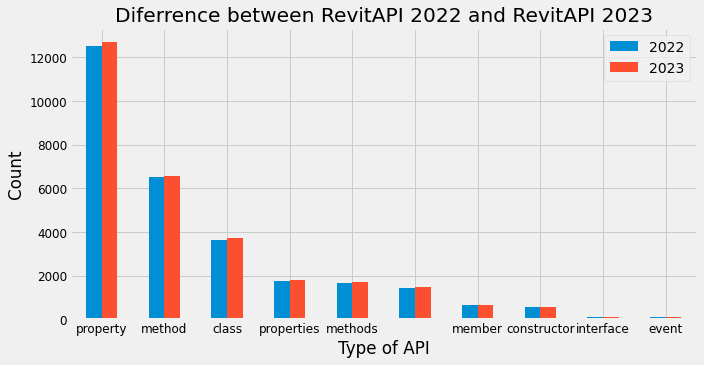 Diferrence between RevitAPI 2022 and RevitAPI 2023
2022
2023
12000
10000
8000
6000
4000
2000
0
Count
property method class properties methods member constructor interface event
Type of API